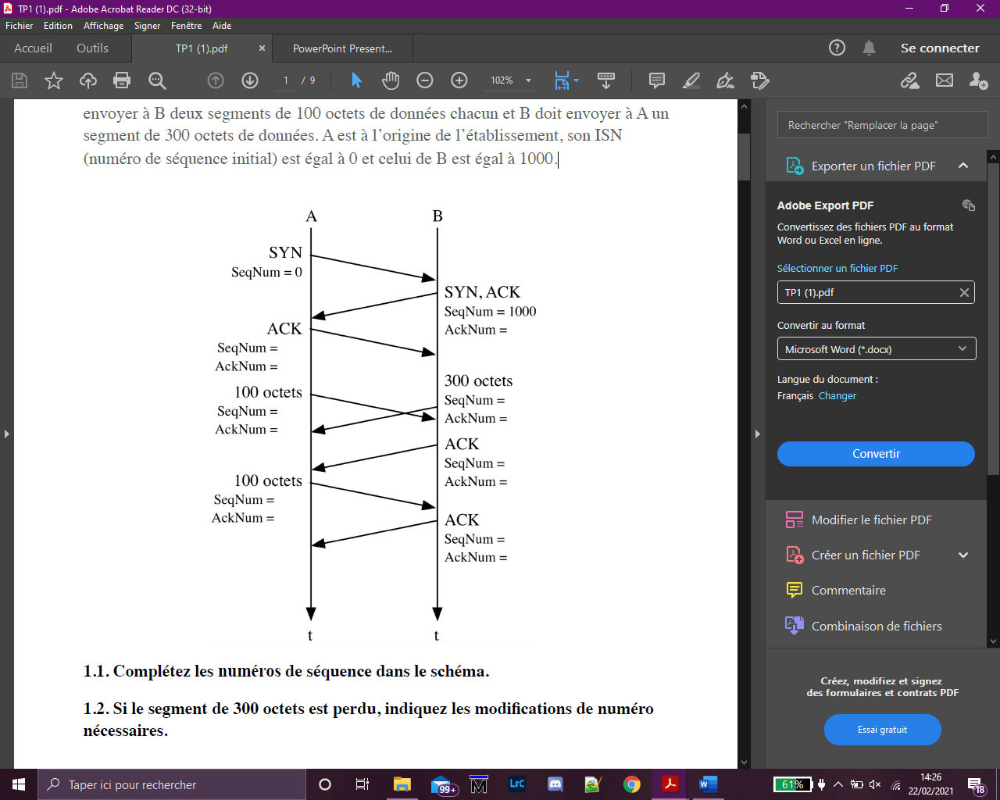 TP1 (1).pdf - Adobe Acrobat Reader DC (32-bit)
Fichier Edition Affichage Signer Fenêtre Aide
Accueil Outils TP1 (1).pdf × PowerPoint Present... Se connecter
1 / 9 102%
envoyer à B deux segments de 100 octets de données chacun et B doit envoyer à A un
segment de 300 octets de données. A est à l'origine de l'établissement, son ISN
(numéro de séquence initial) est égal à 0 et celui de B est égal à 1000.
A B
SYN
SeqNum = 0
SYN, ACK
SeqNum = 1000
AckNum =
ACK
SeqNum =
AckNum =
300 octets
SeqNum =
AckNum =
100 octets
SeqNum =
AckNum =
ACK
SeqNum =
AckNum =
100 octets
SeqNum =
AckNum =
ACK
SeqNum =
AckNum =
t t
1.1. Complétez les numéros de séquence dans le schéma.
1.2. Si le segment de 300 octets est perdu, indiquez les modifications de numéro
nécessaires.
Rechercher "Remplacer la page"
Exporter un fichier PDF
Adobe Export PDF
Convertissez des fichiers PDF au format
Word ou Excel en ligne.
Sélectionner un fichier PDF
TP1 (1).pdf
Convertir au format
Microsoft Word (*.docx)
Langue du document :
Français Changer
Convertir
Modifier le fichier PDF
Créer un fichier PDF
Commentaire
Combinaison de fichiers
Créez, modifiez et signez
des formulaires et contrats PDF
Essai gratuit
Taper ici pour rechercher
99+
M
LrC
W
61%
14:26
22/02/2021
18